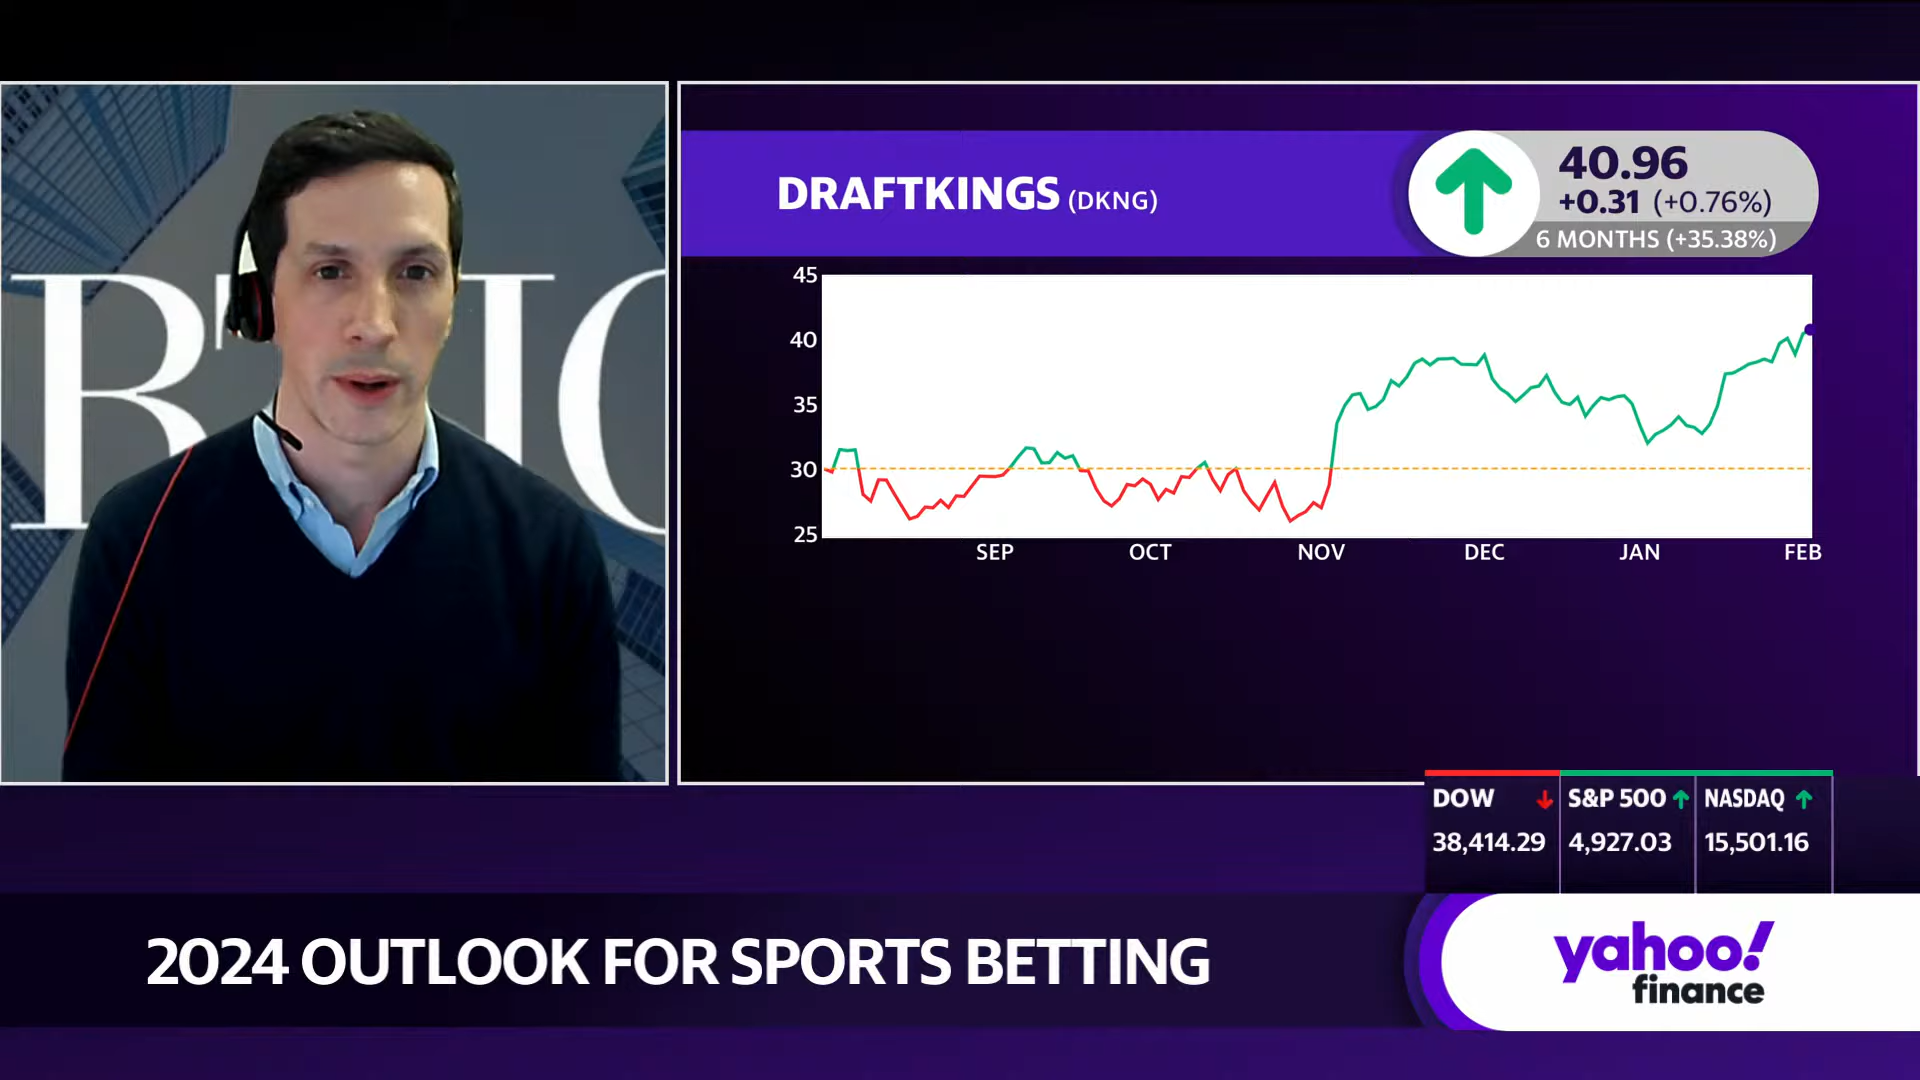 RTIC
DRAFTKINGS (DKNG)
40.96
+0.31 (+0.76%)
6 MONTHS (+35.38%)
45
40
35
30
25
SEP OCT NOV DEC JAN FEB
DOW S&P 500 NASDAQ
38,414.29 4,927.03 15,501.16
2024 OUTLOOK FOR SPORTS BETTING
yahoo!
finance